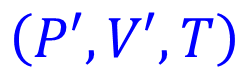 (P′, V′, T)